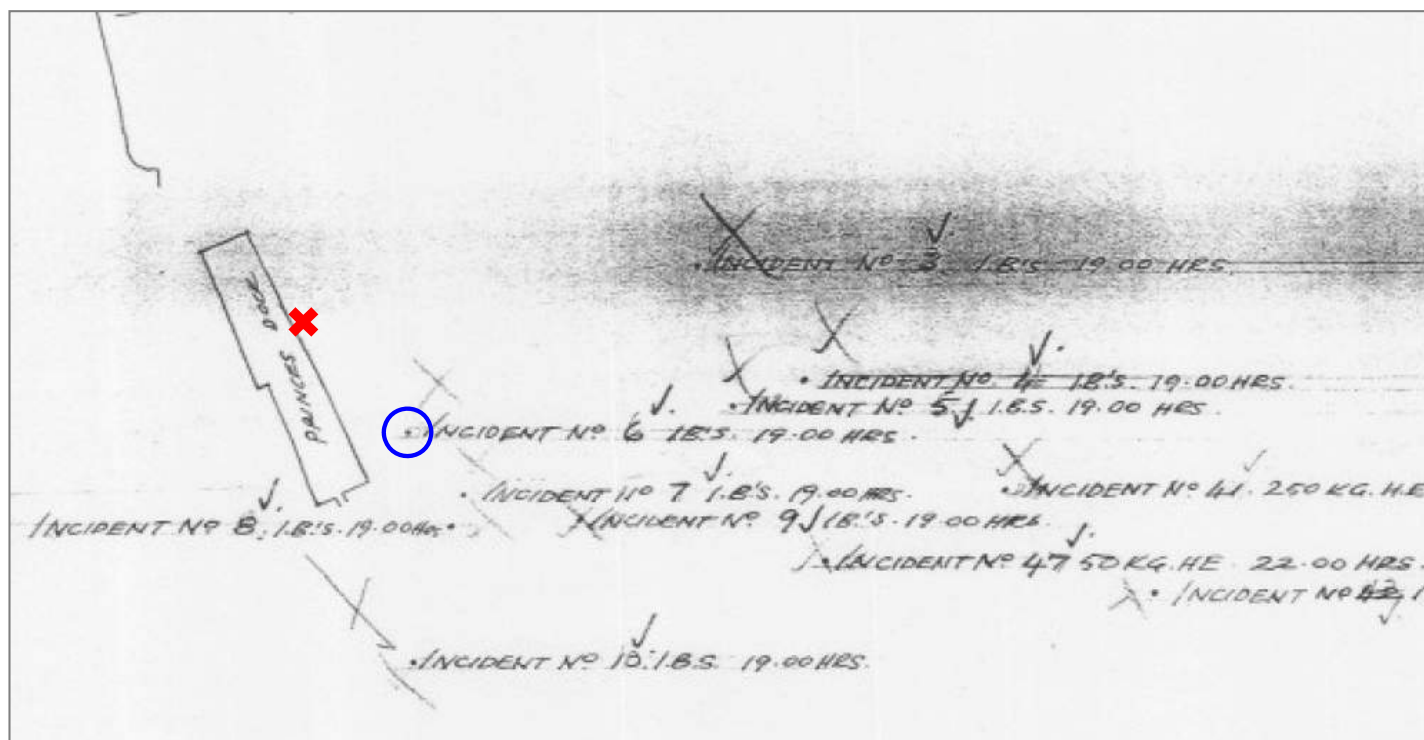 PRINCES DOCK
INCIDENT Nº 3. I.B'S 19.00 HRS.
INCIDENT Nº 4 I.B'S. 19.00 HRS.
INCIDENT Nº 5 I.B.S. 19.00 HRS.
INCIDENT Nº 6 I.B'S. 19.00 HRS.
INCIDENT Nº 7 I.B'S. 19.00 HRS.
INCIDENT Nº 41. 250 KG. H.E
INCIDENT Nº 8. I.B.'S. 19.00 Hrs.
INCIDENT Nº 9 I.B.'S. 19.00 HRS.
INCIDENT Nº 47 50 KG. HE 22.00 HRS.
INCIDENT Nº
INCIDENT Nº 10. I.B.S. 19.00 HRS.